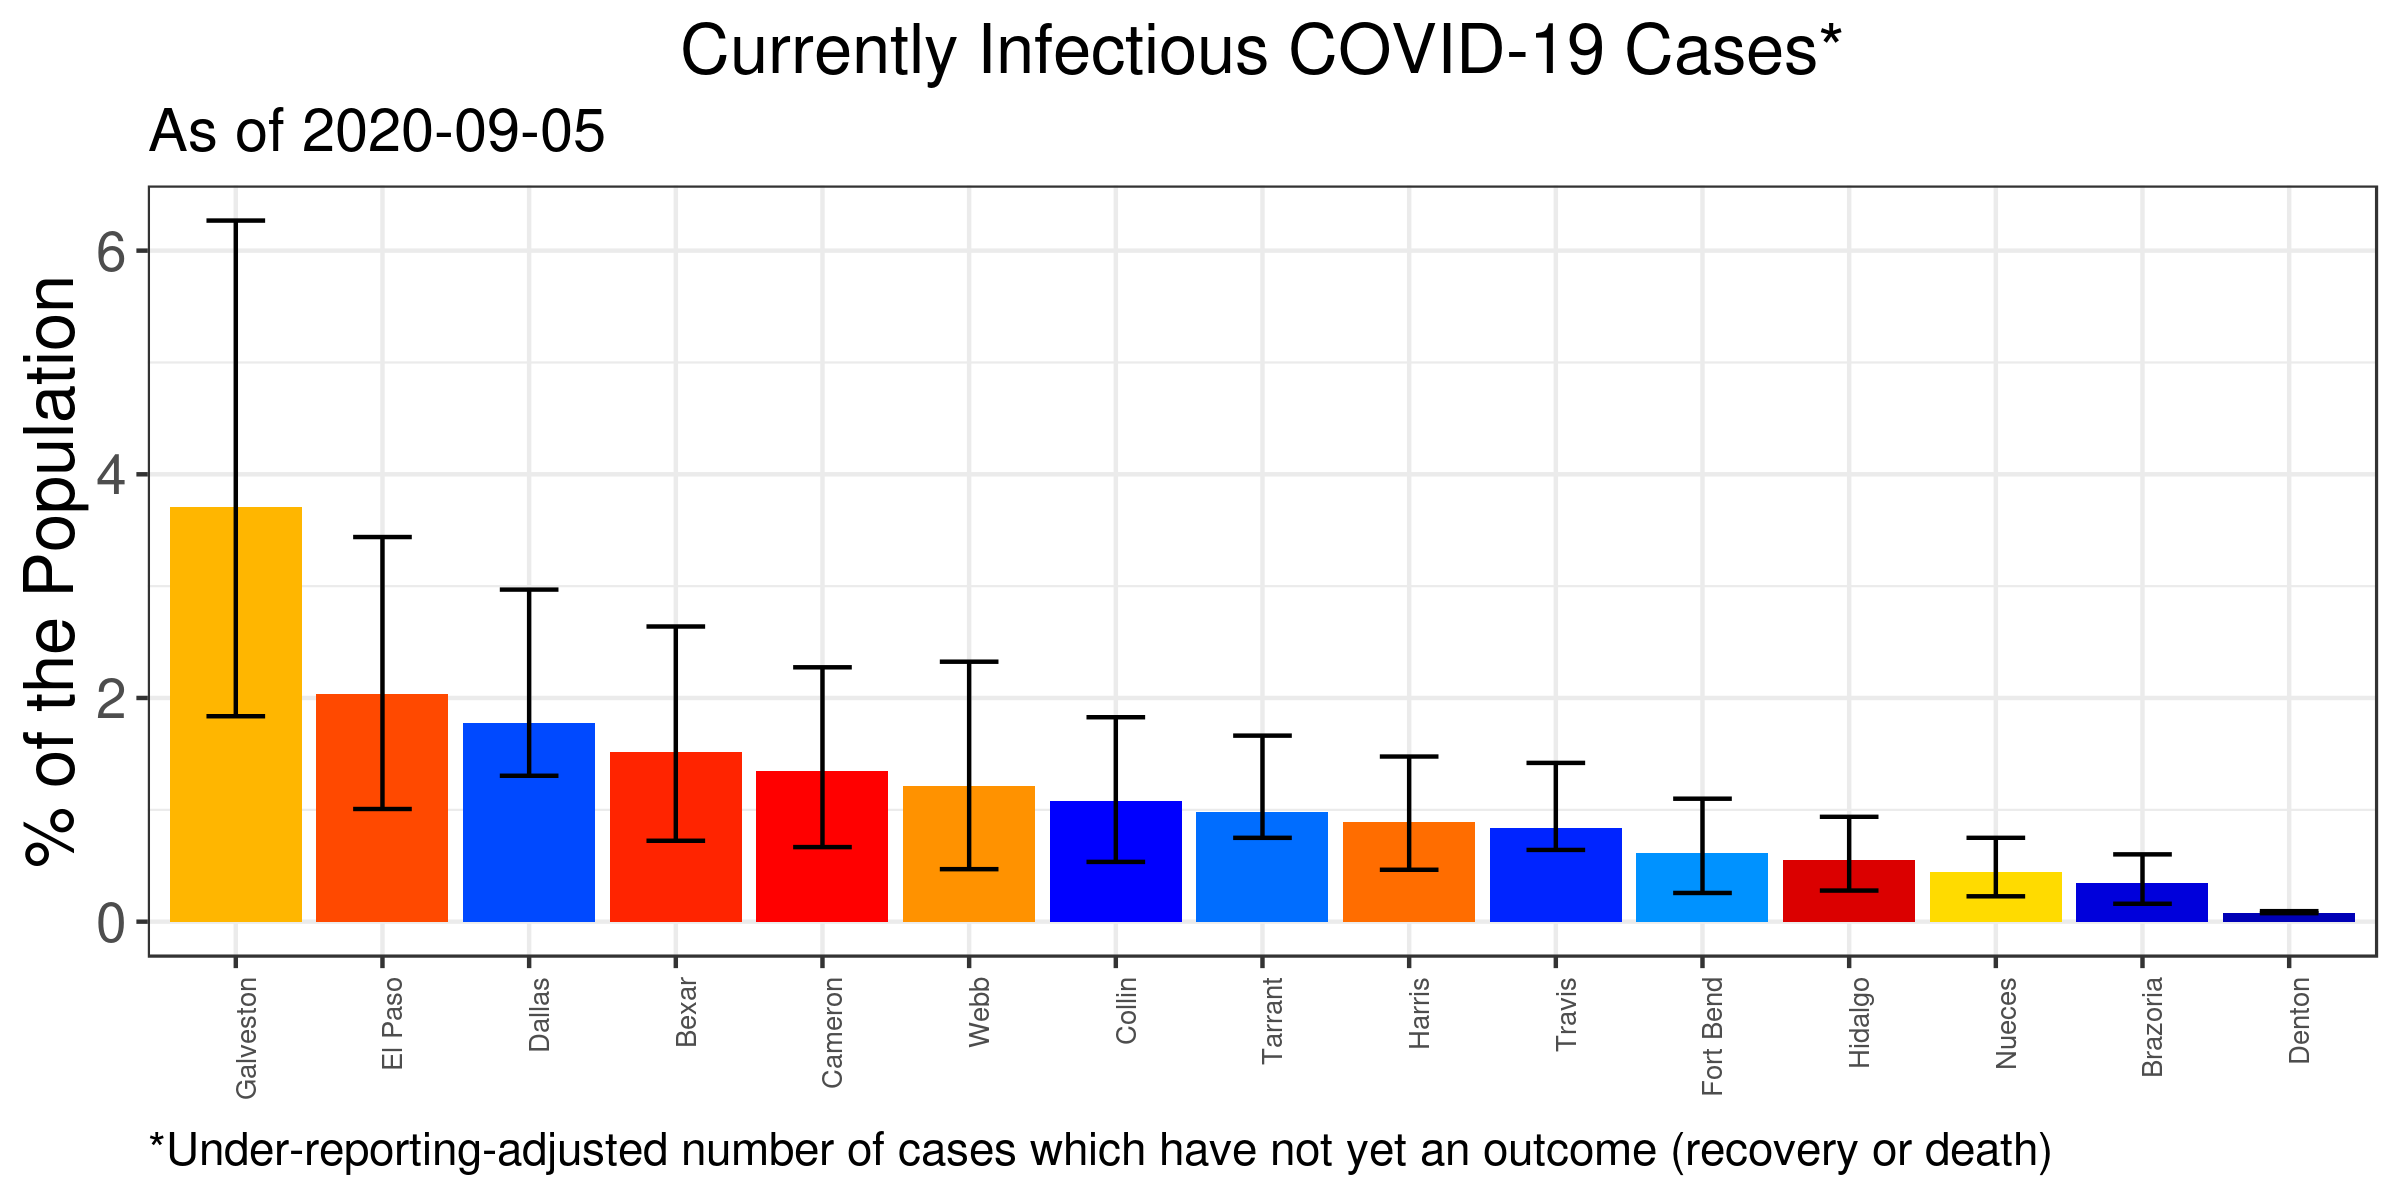 Currently Infectious COVID-19 Cases*
As of 2020-09-05
% of the Population
6
4
2
0
Galveston
El Paso
Dallas
Bexar
Cameron
Webb
Collin
Tarrant
Harris
Travis
Fort Bend
Hidalgo
Nueces
Brazoria
Denton
*Under-reporting-adjusted number of cases which have not yet an outcome (recovery or death)